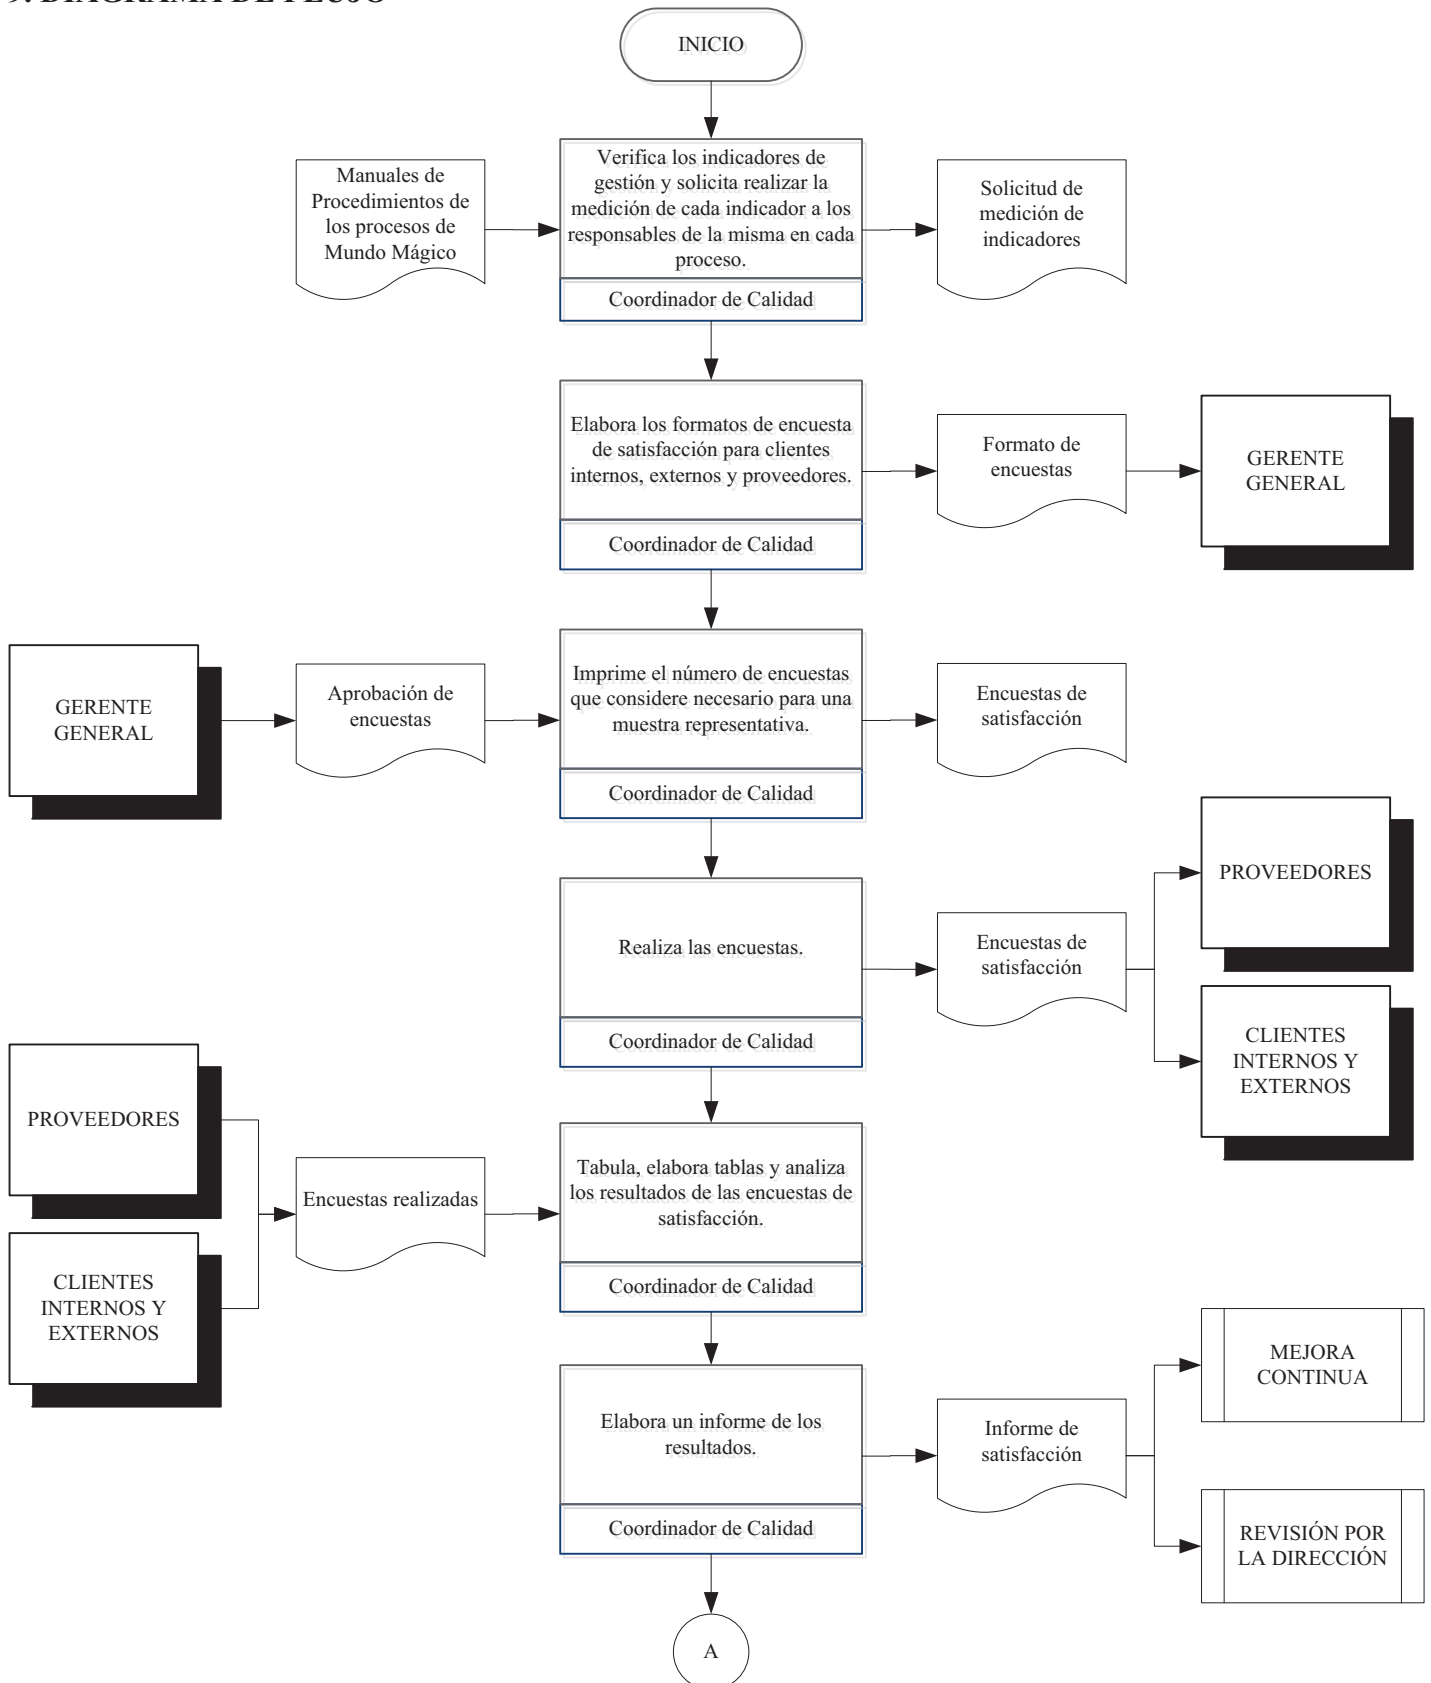 9. DIAGRAMA DE FLUJO
INICIO
Manuales de
Procedimientos de
los procesos de
Mundo Mágico
Verifica los indicadores de
gestión y solicita realizar la
medición de cada indicador a los
responsables de la misma en cada
proceso.
Coordinador de Calidad
Solicitud de
medición de
indicadores
Elabora los formatos de encuesta
de satisfacción para clientes
internos, externos y proveedores.
Coordinador de Calidad
Formato de
encuestas
GERENTE
GENERAL
GERENTE
GENERAL
Aprobación de
encuestas
Imprime el número de encuestas
que considere necesario para una
muestra representativa.
Coordinador de Calidad
Encuestas de
satisfacción
Realiza las encuestas.
Coordinador de Calidad
Encuestas de
satisfacción
PROVEEDORES
CLIENTES
INTERNOS Y
EXTERNOS
PROVEEDORES
CLIENTES
INTERNOS Y
EXTERNOS
Encuestas realizadas
Tabula, elabora tablas y analiza
los resultados de las encuestas de
satisfacción.
Coordinador de Calidad
Elabora un informe de los
resultados.
Coordinador de Calidad
Informe de
satisfacción
MEJORA
CONTINUA
REVISIÓN POR
LA DIRECCIÓN
A